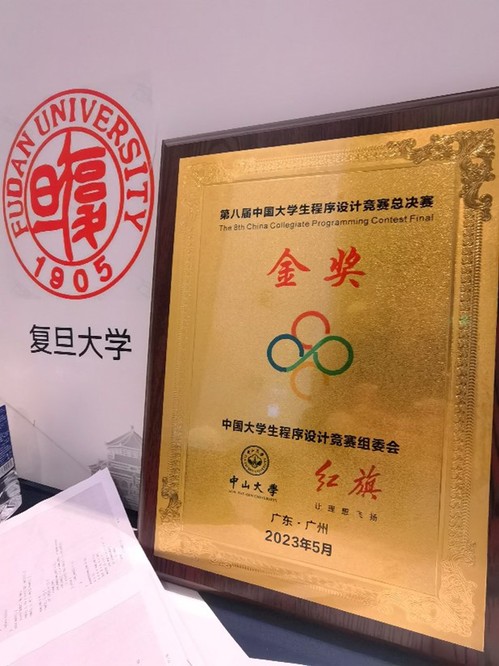 FUDAN UNIVERSITY
復旦
1905
复旦大学
第八届中国大学生程序设计竞赛总决赛
The 8th China Collegiate Programming Contest Final
金奖
中国大学生程序设计竞赛组委会
中山大學
SUN YAT-SEN UNIVERSITY
红旗
让理想飞扬
广东·广州
2023年5月